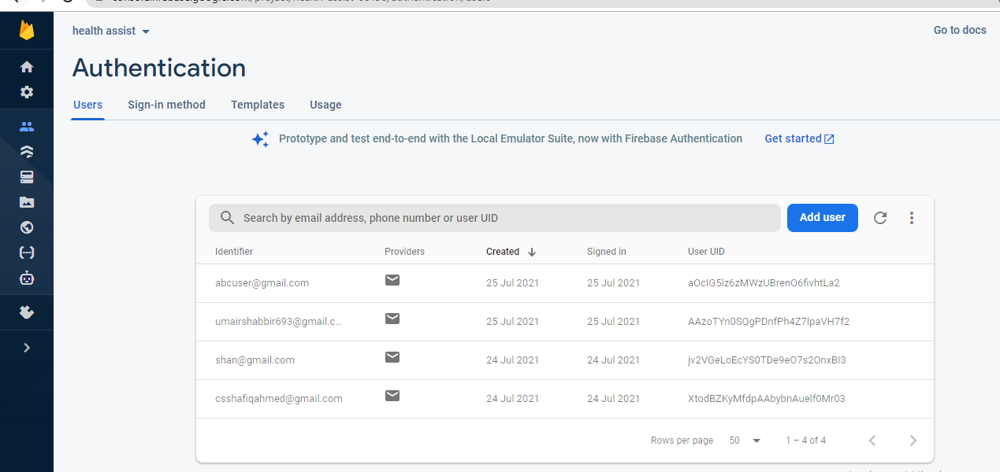 health assist
Go to docs
Authentication
Users Sign-in method Templates Usage
Prototype and test end-to-end with the Local Emulator Suite, now with Firebase Authentication Get started
Search by email address, phone number or user UID Add user
Identifier Providers Created Signed in User UID
abcuser@gmail.com 25 Jul 2021 25 Jul 2021 aOcIG5lz6zMWzUBrenO6fivhtLa2
umairshabbir693@gmail.c... 25 Jul 2021 25 Jul 2021 AAzoTYn0SQgPDnfPh4Z7lpaVH7f2
shan@gmail.com 24 Jul 2021 24 Jul 2021 jv2VGeLoEcYS0TDe9eO7s2OnxBI3
csshafiqahmed@gmail.com 24 Jul 2021 24 Jul 2021 XtodBZKyMfdpAAbybnAuelf0Mr03
Rows per page 50 1 – 4 of 4